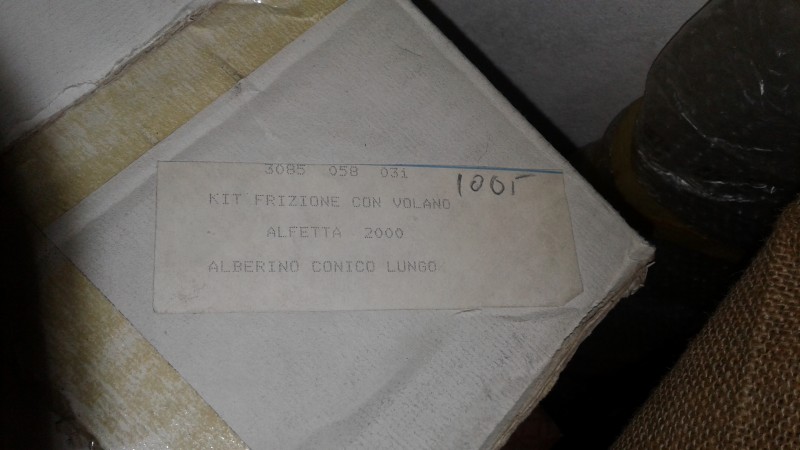 3085 058 031
1005
KIT FRIZIONE CON VOLANO
ALFETTA 2000
ALBERINO CONICO LUNGO